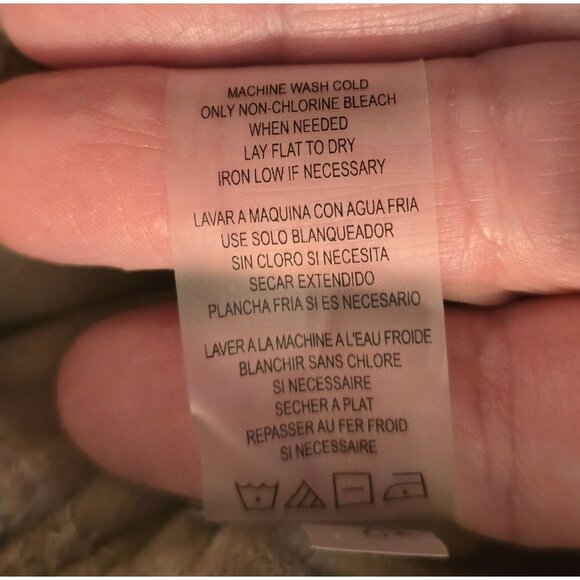 MACHINE WASH COLD
ONLY NON-CHLORINE BLEACH
WHEN NEEDED
LAY FLAT TO DRY
IRON LOW IF NECESSARY
LAVAR A MAQUINA CON AGUA FRIA
USE SOLO BLANQUEADOR
SIN CLORO SI NECESITA
SECAR EXTENDIDO
PLANCHA FRIA SI ES NECESARIO
LAVER A LA MACHINE A L'EAU FROIDE
BLANCHIR SANS CHLORE
SI NECESSAIRE
SECHER A PLAT
REPASSER AU FER FROID
SI NECESSAIRE